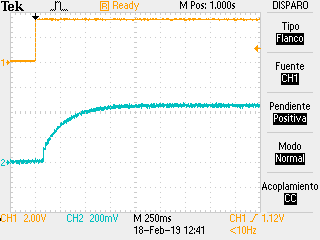 Tek Ready M Pos: 1.000s DISPARO
Tipo
Flanco
Fuente
CH1
Pendiente
Positiva
Modo
Normal
Acoplamiento
CC
1
2
CH1 2.00V CH2 200mV M 250ms CH1 1.12V
18-Feb-19 12:41 <10Hz